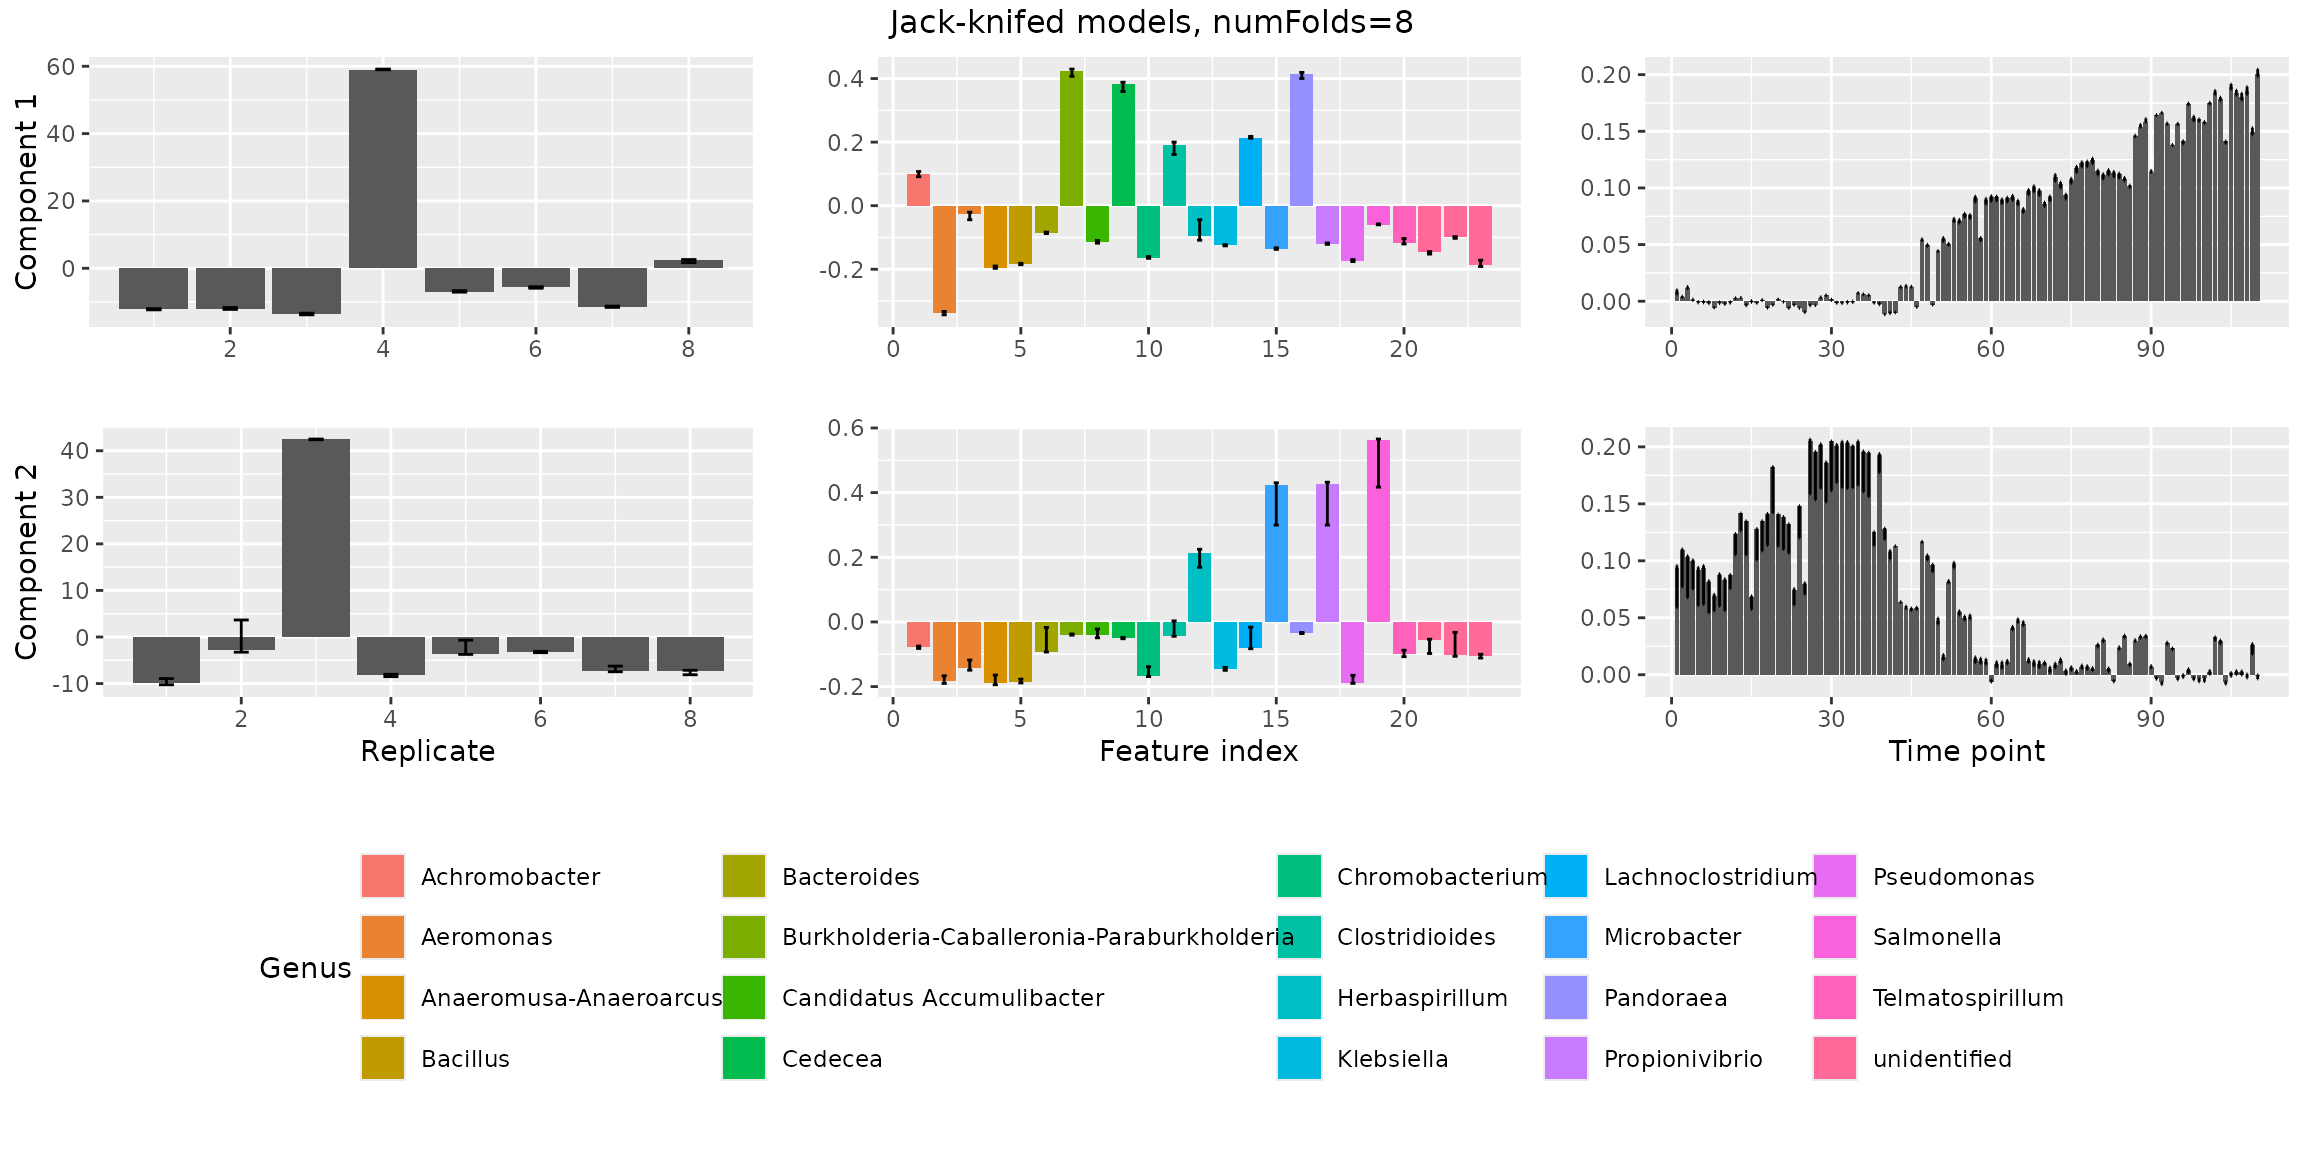 Jack-knifed models, numFolds=8
Component 1
60
40
20
0
2 4 6 8
0.4
0.2
0.0
-0.2
0 5 10 15 20
0.20
0.15
0.10
0.05
0.00
0 30 60 90
Component 2
40
30
20
10
0
-10
2 4 6 8
Replicate
0.6
0.4
0.2
0.0
-0.2
0 5 10 15 20
Feature index
0.20
0.15
0.10
0.05
0.00
0 30 60 90
Time point
Genus
Achromobacter
Aeromonas
Anaeromusa-Anaeroarcus
Bacillus
Bacteroides
Burkholderia-Caballeronia-Paraburkholderia
Candidatus Accumulibacter
Cedecea
Chromobacterium
Clostridioides
Herbaspirillum
Klebsiella
Lachnoclostridium
Microbacter
Pandoraea
Propionivibrio
Pseudomonas
Salmonella
Telmatospirillum
unidentified